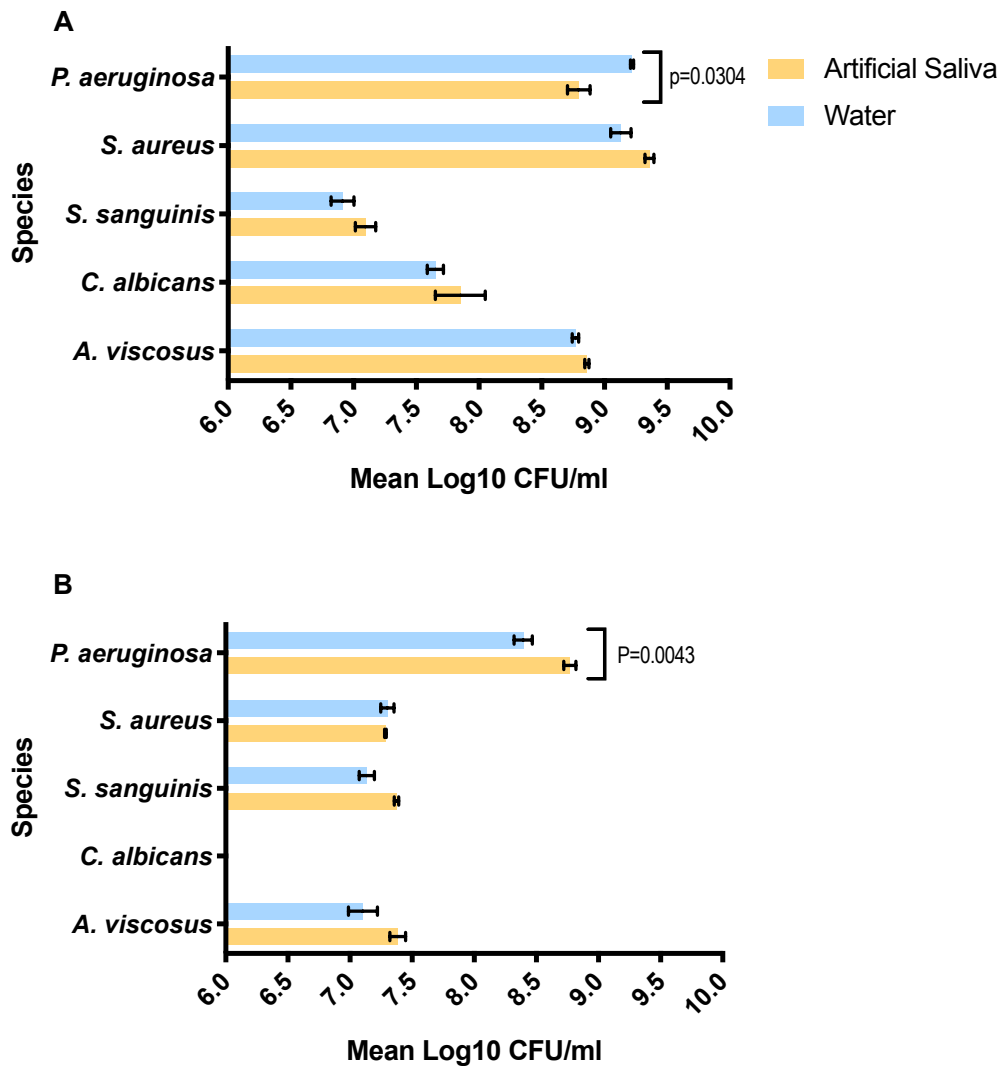 A
P. aeruginosa
S. aureus
S. sanguinis
C. albicans
A. viscosus
Species
p=0.0304
Artificial Saliva
Water
6.0 6.5 7.0 7.5 8.0 8.5 9.0 9.5 10.0
Mean Log10 CFU/ml
B
P. aeruginosa
S. aureus
S. sanguinis
C. albicans
A. viscosus
Species
P=0.0043
6.0 6.5 7.0 7.5 8.0 8.5 9.0 9.5 10.0
Mean Log10 CFU/ml